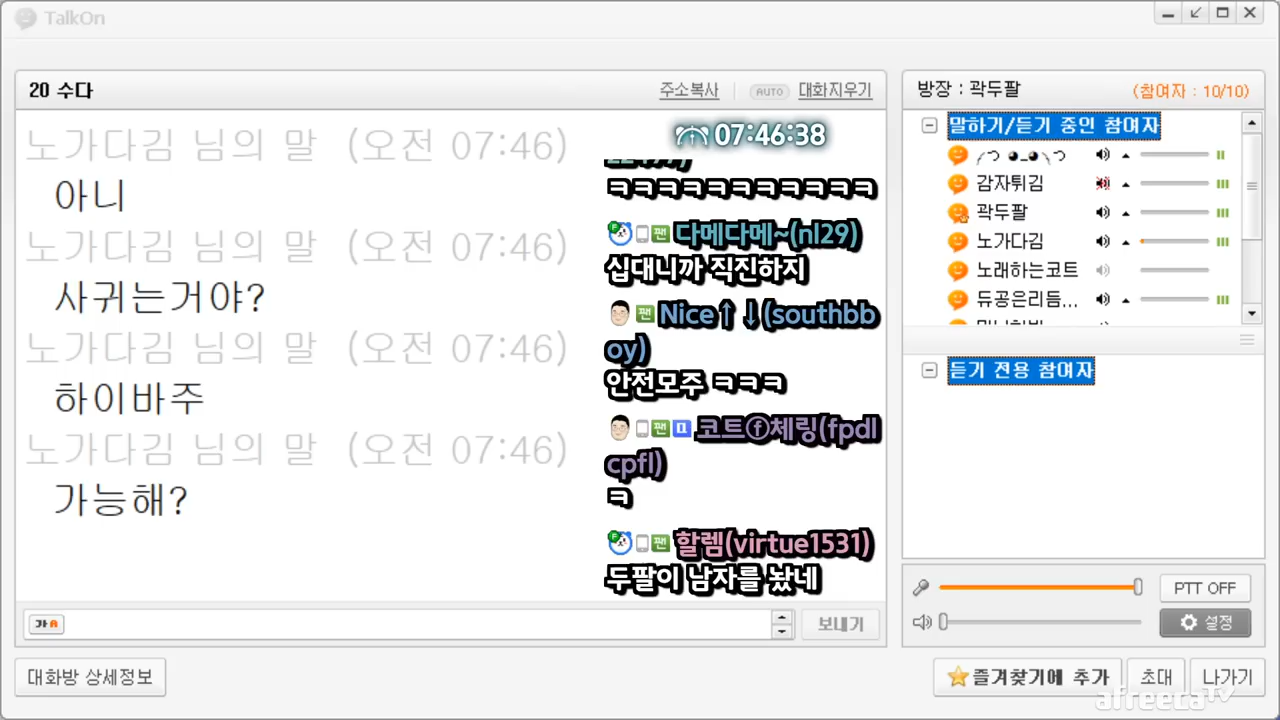 TalkOn
20 수다
주소복사
AUTO
대화지우기
노가다김 님의 말 (오전 07:46)
아니
노가다김 님의 말 (오전 07:46)
사귀는거야?
노가다김 님의 말 (오전 07:46)
하이바주
노가다김 님의 말 (오전 07:46)
가능해?
07:46:38
ㅋㅋㅋㅋㅋㅋㅋㅋㅋㅋㅋ
F 팬 다메다메~(nl29)
십대니까 직진하지
팬 Nice↑↓(southbb
oy)
안전모주 ㅋㅋㅋ
팬 코트ⓕ체링(fpdl
cpfl)
ㅋ
F 팬 할렘(virtue1531)
두팔이 남자를 놨네
가A
보내기
대화방 상세정보
방장 : 곽두팔
(참여자 : 10/10)
말하기/듣기 중인 참여자
감자튀김
곽두팔
노가다김
노래하는코트
듀공은리듬...
듣기 전용 참여자
PTT OFF
설정
즐겨찾기에 추가
초대
나가기
afreecaTV